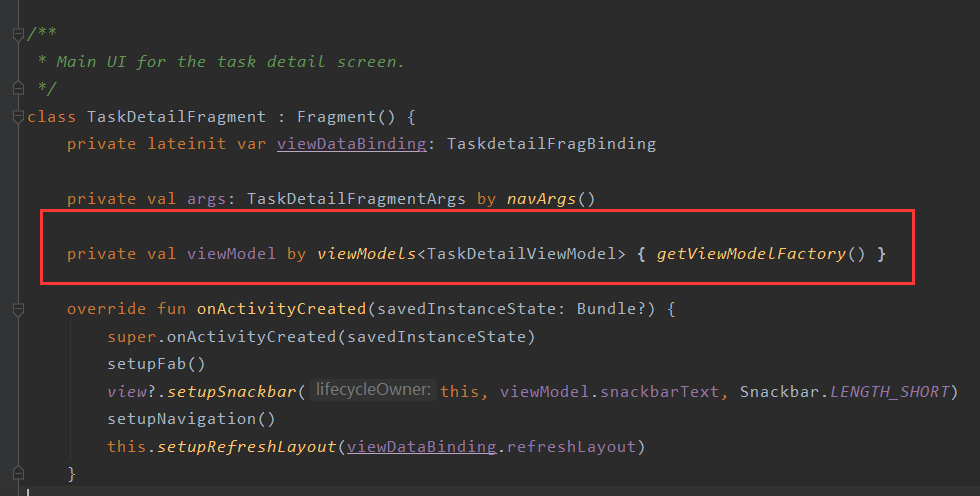 /**
 * Main UI for the task detail screen.
 */
class TaskDetailFragment : Fragment() {
    private lateinit var viewDataBinding: TaskdetailFragBinding
    private val args: TaskDetailFragmentArgs by navArgs()
    private val viewModel by viewModels<TaskDetailViewModel> { getViewModelFactory() }
    override fun onActivityCreated(savedInstanceState: Bundle?) {
        super.onActivityCreated(savedInstanceState)
        setupFab()
        view?.setupSnackbar( lifecycleOwner: this, viewModel.snackbarText, Snackbar.LENGTH_SHORT)
        setupNavigation()
        this.setupRefreshLayout(viewDataBinding.refreshLayout)
    }